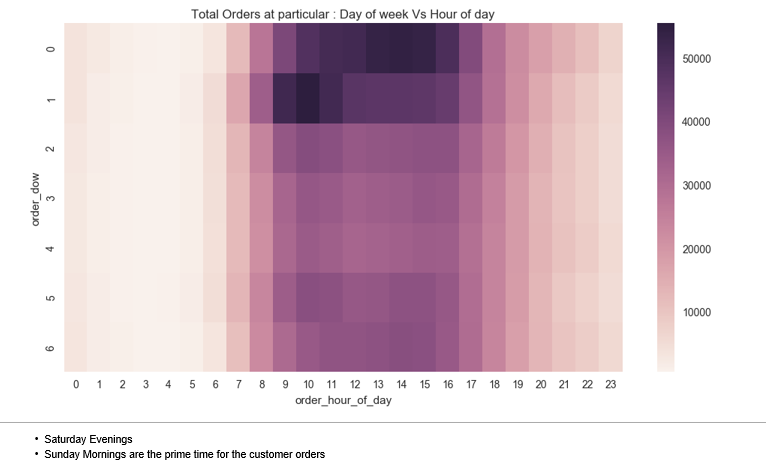 Total Orders at particular : Day of week Vs Hour of day
order_dow
0
1
2
3
4
5
6
0 1 2 3 4 5 6 7 8 9 10 11 12 13 14 15 16 17 18 19 20 21 22 23
order_hour_of_day
50000
40000
30000
20000
10000
• Saturday Evenings
• Sunday Mornings are the prime time for the customer orders